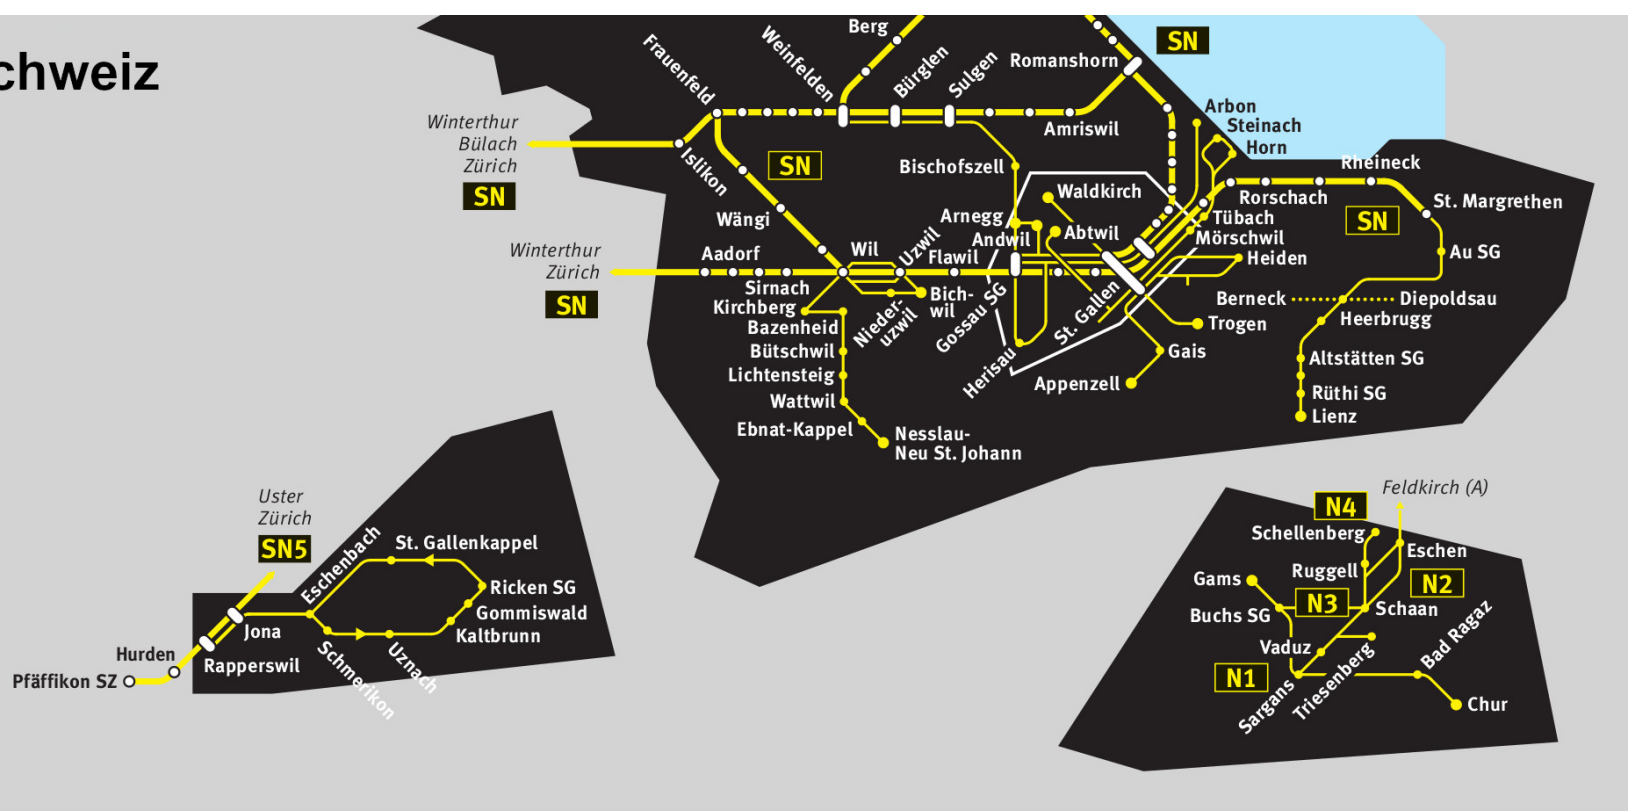 chweiz
Berg
SN
Frauenfeld
Weinfelden
Bürglen
Sulgen
Romanshorn
Arbon
Steinach
Horn
Winterthur
Bülach
Zürich
SN
Islikon
SN
Amriswil
Bischofszell
Rheineck
Waldkirch
Rorschach
St. Margrethen
Wängi
Arnegg
Andwil
Abtwil
Tübach
Mörschwil
SN
Winterthur
Zürich
SN
Aadorf
Wil
Uzwil
Flawil
Heiden
Au SG
Sirnach
Kirchberg
Bich-
wil
Nieder-
uzwil
Gossau SG
St. Gallen
Berneck
Diepoldsau
Heerbrugg
Trogen
Bazenheid
Bütschwil
Herisau
Gais
Altstätten SG
Lichtensteig
Appenzell
Rüthi SG
Wattwil
Lienz
Ebnat-Kappel
Nesslau-
Neu St. Johann
Uster
Zürich
SN5
Eschenbach
St. Gallenkappel
Ricken SG
Gommiswald
Kaltbrunn
Jona
Hurden
Rapperswil
Pfäffikon SZ
Schmerikon
Uznach
Feldkirch (A)
N4
Schellenberg
Eschen
Ruggell
N2
Gams
N3
Schaan
Buchs SG
Vaduz
Bad Ragaz
N1
Sargans
Triesenberg
Chur